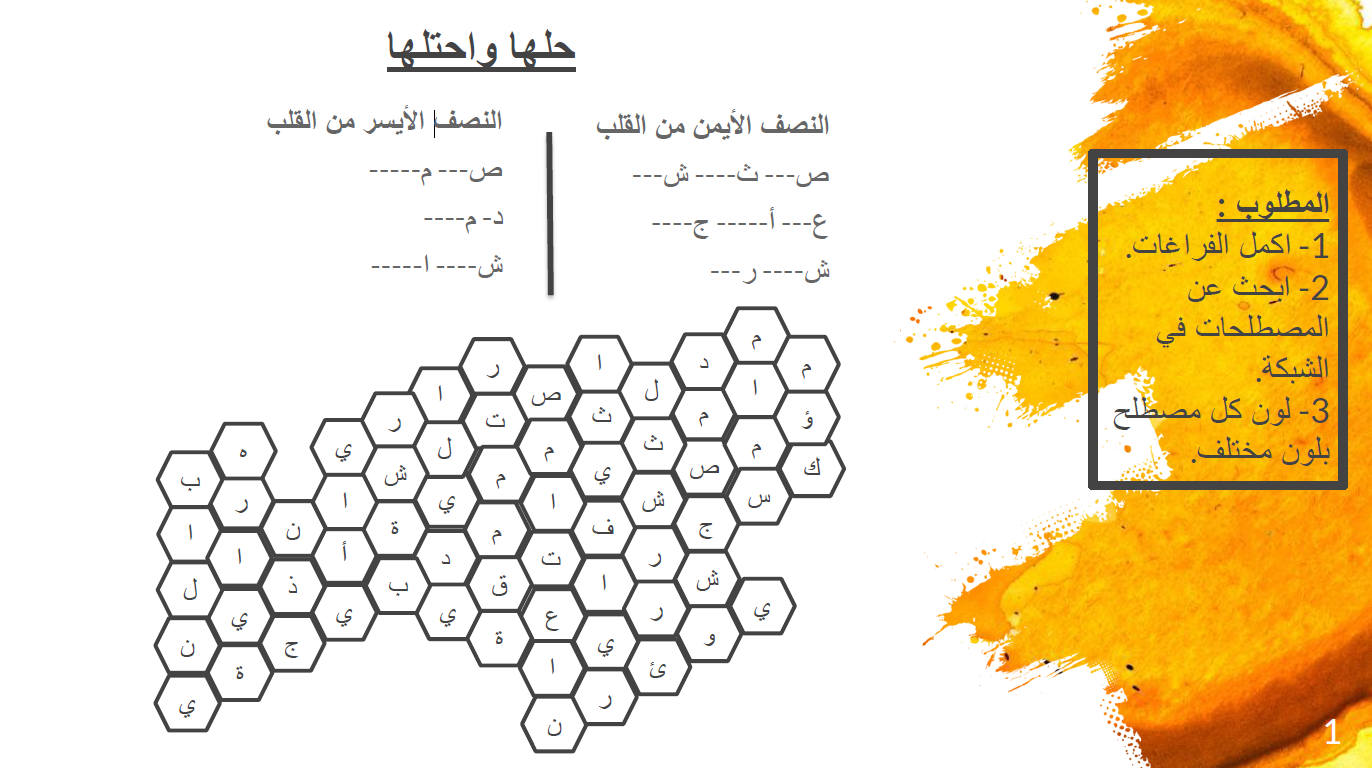 حلها واحتلها
النصف الأيمن من القلب
ص--- ث---- ش---
ع--- أ----- ج----
ش---- ر---
النصف الأيسر من القلب
ص--- م-----
د- م----
ش---- ا-----
المطلوب :
1- اكمل الفراغات.
2- ابحث عن
المصطلحات في
الشبكة.
3- لون كل مصطلح
بلون مختلف.
م ؤ ك
م ا م س ي
د م ص ج ش و
ل ث ش ر ر ئ
ا ث ي ف ا ي ر
ص م ا ت ع ا ن
ر ت م م ق ة
ا ل ي د ي
ر ش ة ب
ي ا أ ي
ن ذ ج
ه ر ا ي ة
ب ا ل ن ي
1